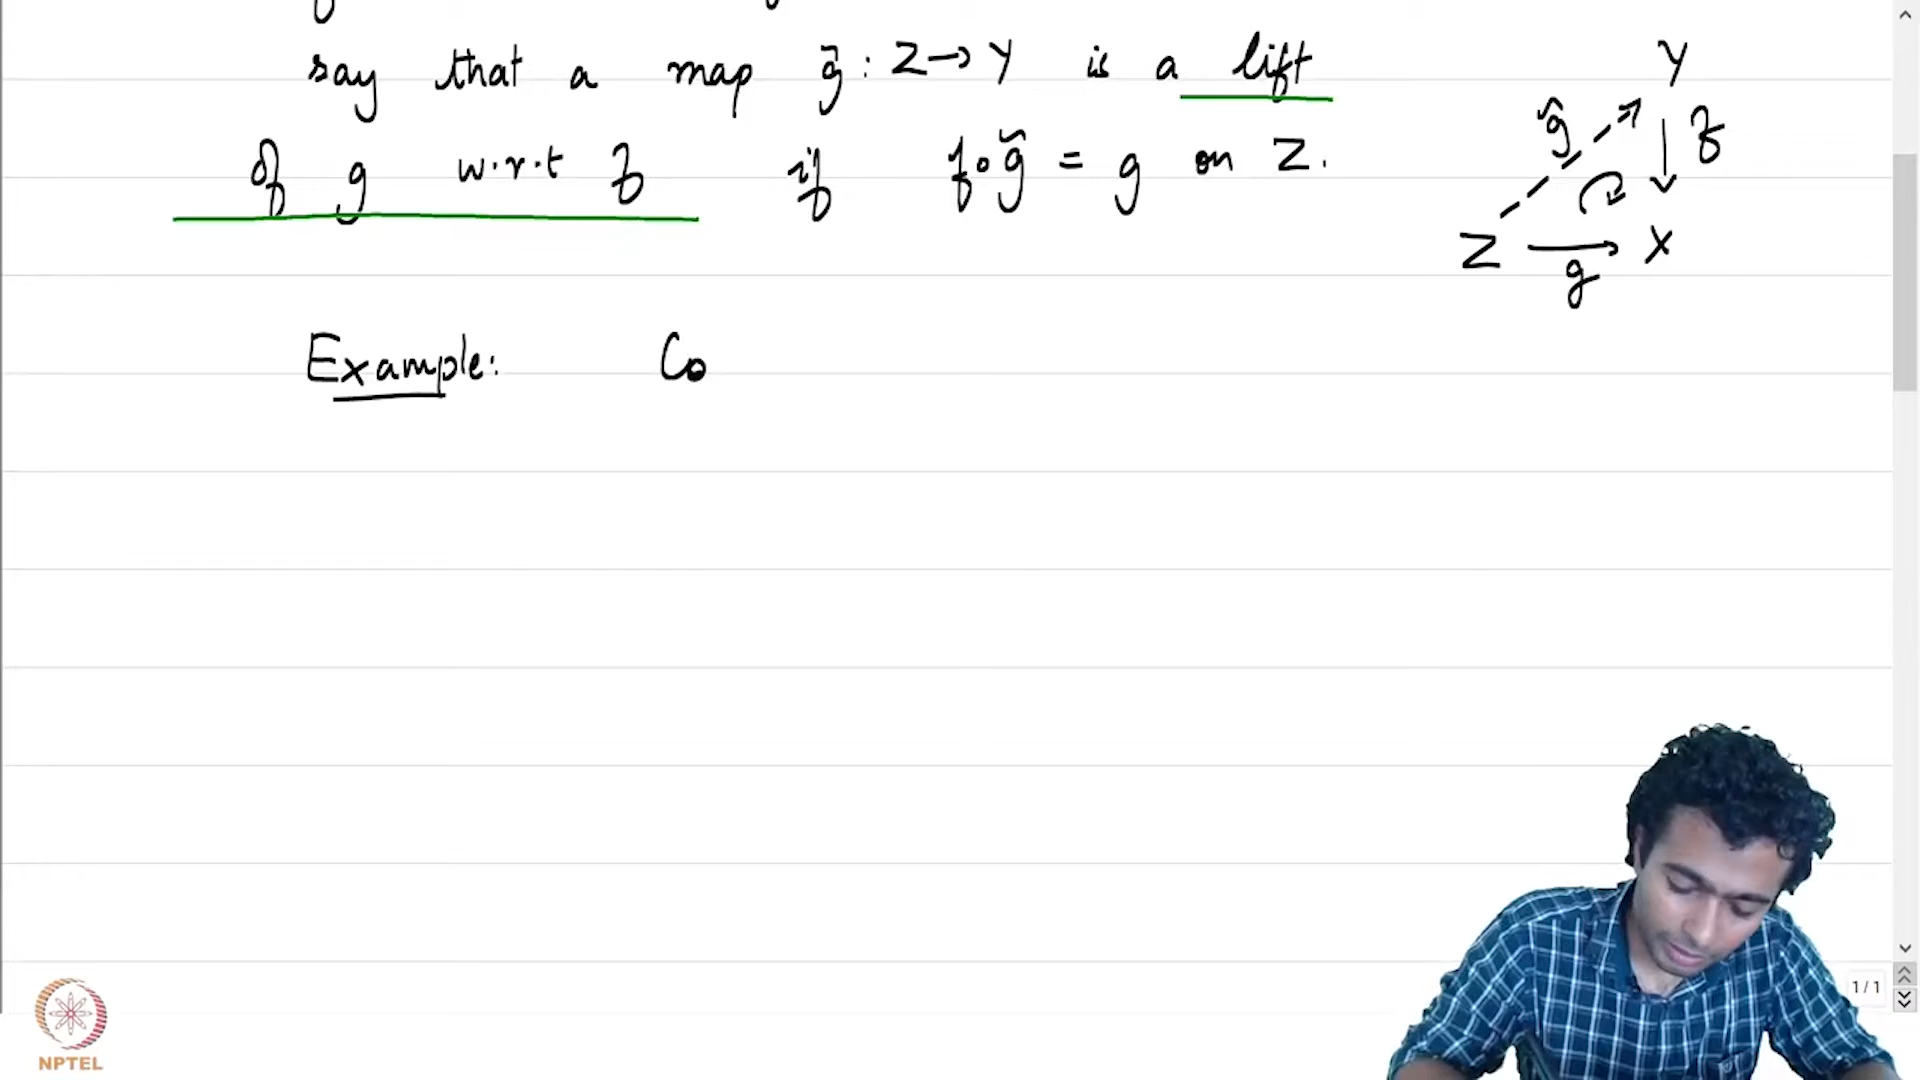 say that a map g̃ : Z → Y is a lift
of g w.r.t f if f∘g̃ = g on Z.
Y
g̃ f
Z X
g
Example: Co
1 / 1
NPTEL